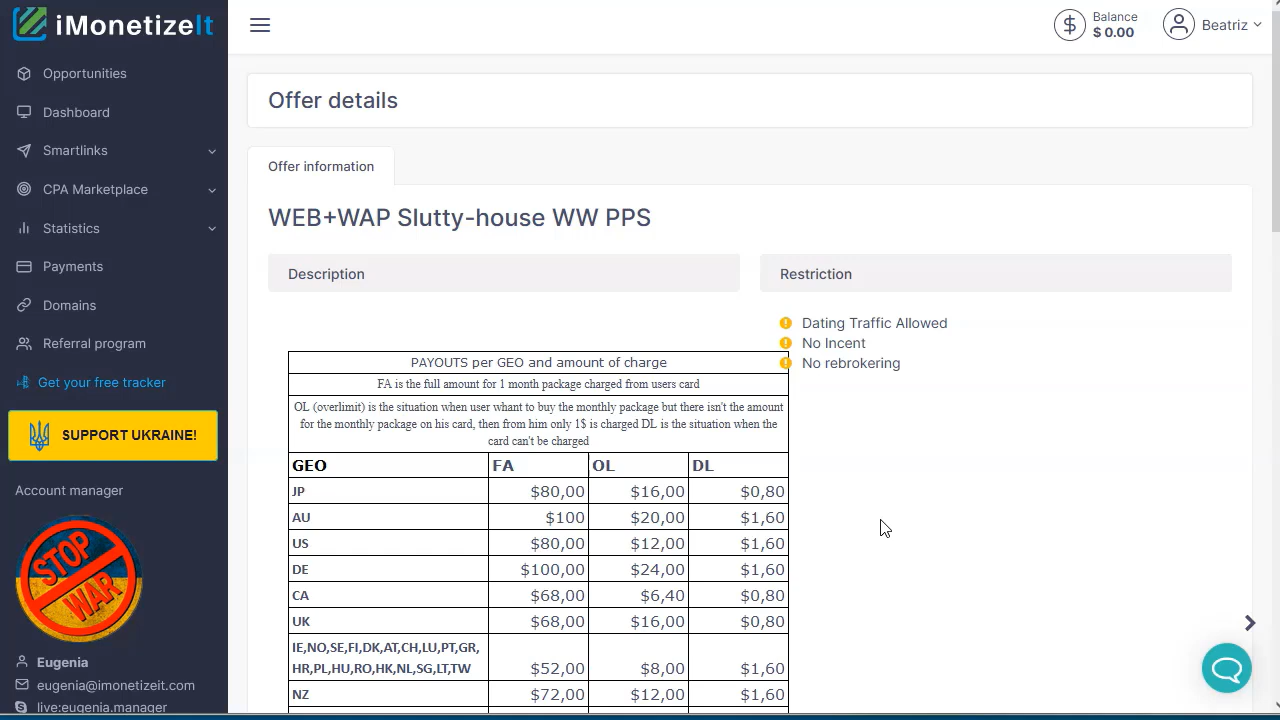 iMonetizeIt
Opportunities
Dashboard
Smartlinks
CPA Marketplace
Statistics
Payments
Domains
Referral program
Get your free tracker
SUPPORT UKRAINE!
Account manager
STOP
WAR
Eugenia
eugenia@imonetizeit.com
live:eugenia.manager
Balance
$ 0.00
Beatriz
Offer details
Offer information
WEB+WAP Slutty-house WW PPS
Description
PAYOUTS per GEO and amount of charge
FA is the full amount for 1 month package charged from users card
OL (overlimit) is the situation when user whant to buy the monthly package but there isn't the amount
for the monthly package on his card, then from him only 1$ is charged DL is the situation when the
card can't be charged
GEO FA OL DL
JP $80,00 $16,00 $0,80
AU $100 $20,00 $1,60
US $80,00 $12,00 $1,60
DE $100,00 $24,00 $1,60
CA $68,00 $6,40 $0,80
UK $68,00 $16,00 $0,80
IE,NO,SE,FI,DK,AT,CH,LU,PT,GR,
HR,PL,HU,RO,HK,NL,SG,LT,TW $52,00 $8,00 $1,60
NZ $72,00 $12,00 $1,60
Restriction
Dating Traffic Allowed
No Incent
No rebrokering